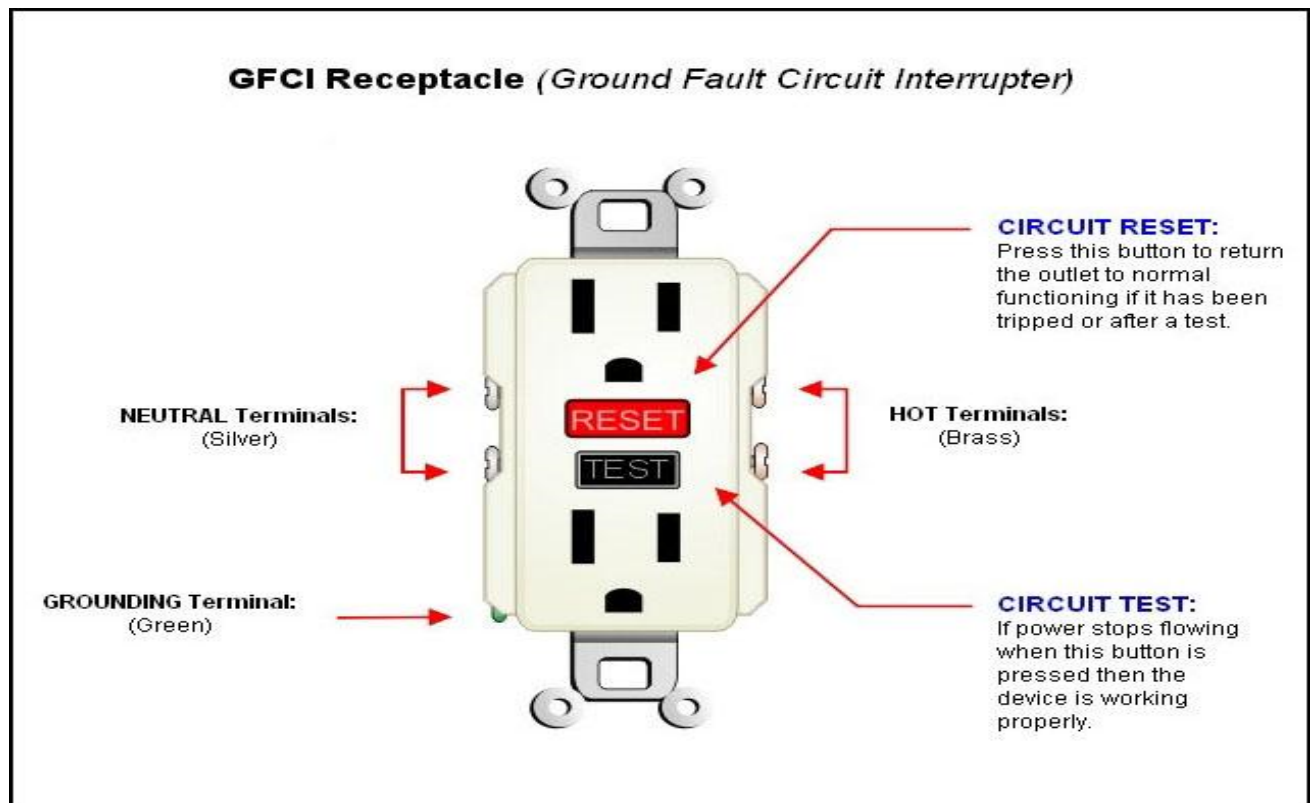 GFCI Receptacle (Ground Fault Circuit Interrupter)
CIRCUIT RESET:
Press this button to return
the outlet to normal
functioning if it has been
tripped or after a test.
NEUTRAL Terminals:
(Silver)
RESET
TEST
HOT Terminals:
(Brass)
GROUNDING Terminal:
(Green)
CIRCUIT TEST:
If power stops flowing
when this button is
pressed then the
device is working
properly.